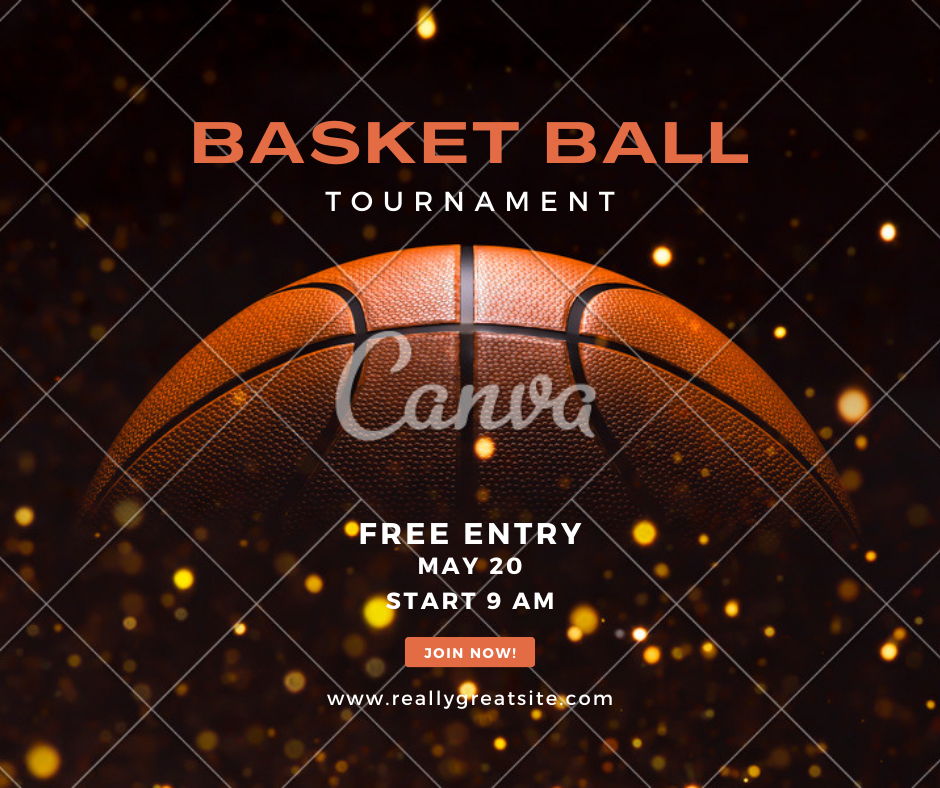 BASKET BALL
TOURNAMENT
Canva
FREE ENTRY
MAY 20
START 9 AM
JOIN NOW!
www.reallygreatsite.com